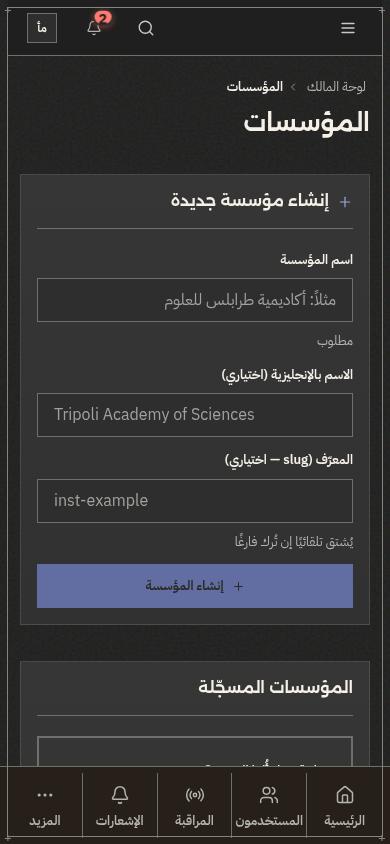 2
مأ
لوحة المالك
المؤسسات
المؤسسات
إنشاء مؤسسة جديدة
اسم المؤسسة
مثلاً: أكاديمية طرابلس للعلوم
مطلوب
الاسم بالإنجليزية (اختياري)
Tripoli Academy of Sciences
المعرّف (slug — اختياري)
inst-example
يُشتق تلقائيًا إن تُرك فارغًا
إنشاء المؤسسة
المؤسسات المسجّلة
الرئيسية
المستخدمون
المراقبة
الإشعارات
المزيد